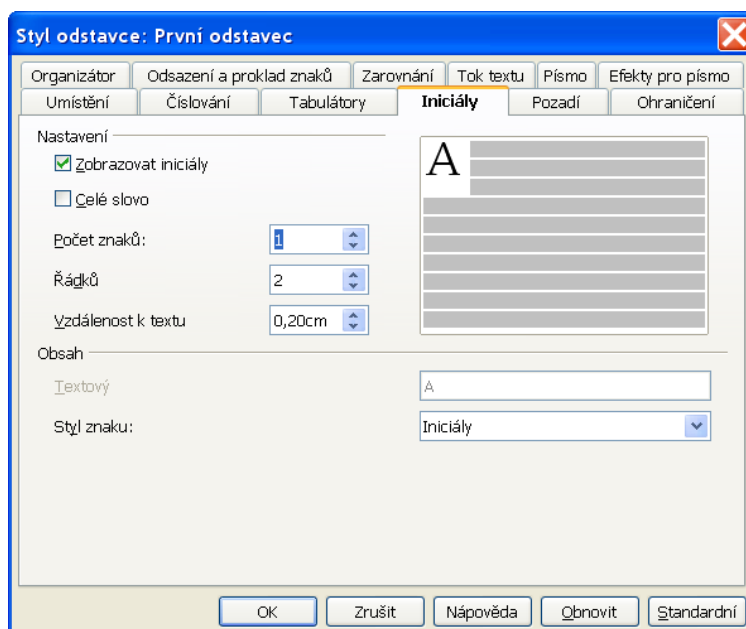 Styl odstavce: První odstavec
Organizátor Odsazení a proklad znaků Zarovnání Tok textu Písmo Efekty pro písmo
Umístění Číslování Tabulátory Iniciály Pozadí Ohraničení
Nastavení
Zobrazovat iniciály
A
Celé slovo
Počet znaků: 1
Řádků 2
Vzdálenost k textu 0,20cm
Obsah
Textový A
Styl znaku: Iniciály
OK Zrušit Nápověda Obnovit Standardní